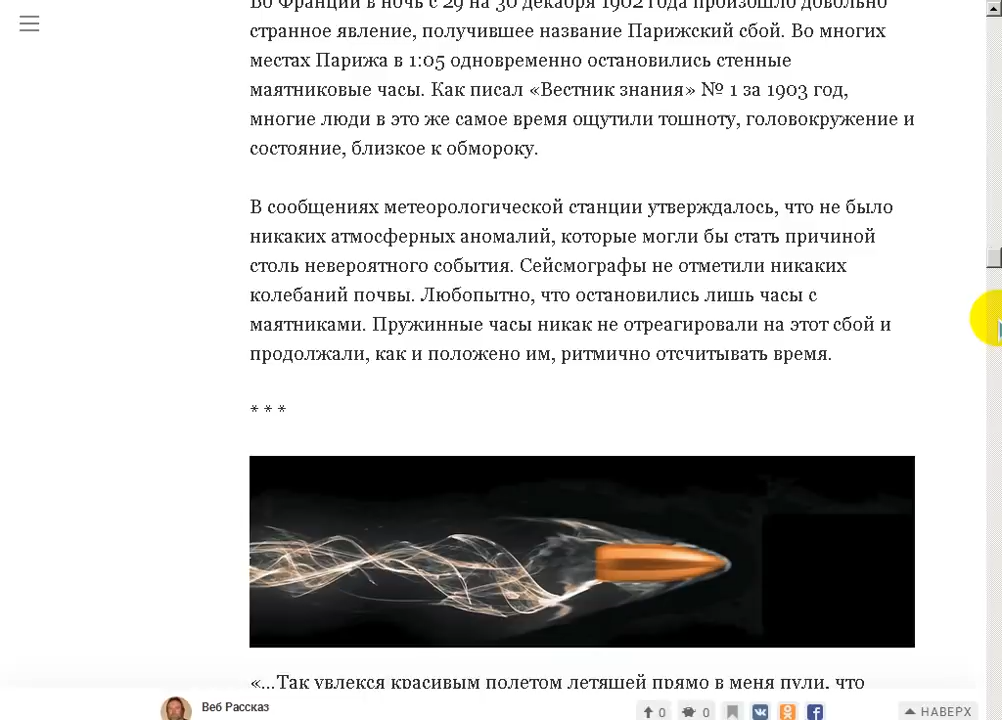 Во Франции в ночь с 29 на 30 декабря 1902 года произошло довольно
странное явление, получившее название Парижский сбой. Во многих
местах Парижа в 1:05 одновременно остановились стенные
маятниковые часы. Как писал «Вестник знания» № 1 за 1903 год,
многие люди в это же самое время ощутили тошноту, головокружение и
состояние, близкое к обмороку.
В сообщениях метеорологической станции утверждалось, что не было
никаких атмосферных аномалий, которые могли бы стать причиной
столь невероятного события. Сейсмографы не отметили никаких
колебаний почвы. Любопытно, что остановились лишь часы с
маятниками. Пружинные часы никак не отреагировали на этот сбой и
продолжали, как и положено им, ритмично отсчитывать время.
* * *
«...Так увлекся красивым полетом летящей прямо в меня пули, что
Веб Рассказ
0 0 НАВЕРХ